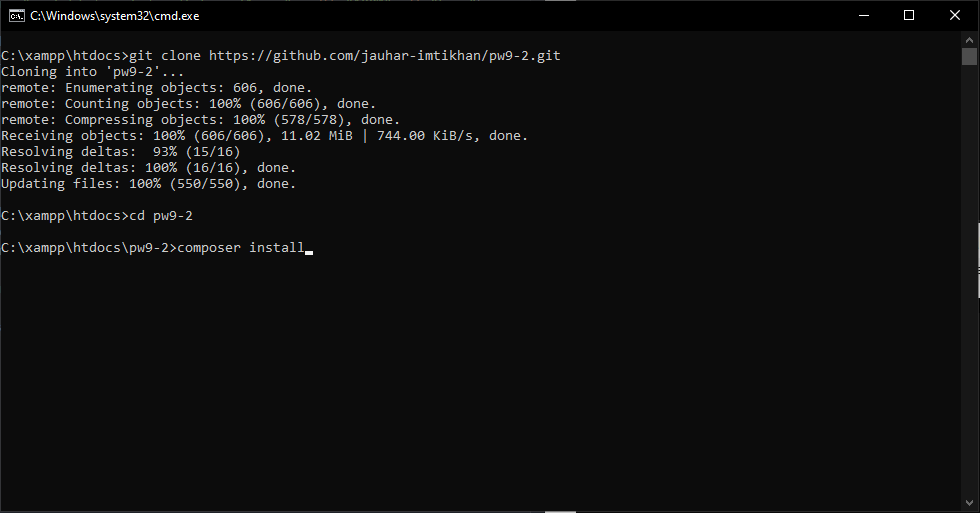 C:\Windows\system32\cmd.exe
C:\xampp\htdocs>git clone https://github.com/jauhar-imtikhan/pw9-2.git
Cloning into 'pw9-2'...
remote: Enumerating objects: 606, done.
remote: Counting objects: 100% (606/606), done.
remote: Compressing objects: 100% (578/578), done.
Receiving objects: 100% (606/606), 11.02 MiB | 744.00 KiB/s, done.
Resolving deltas:  93% (15/16)
Resolving deltas: 100% (16/16), done.
Updating files: 100% (550/550), done.
C:\xampp\htdocs>cd pw9-2
C:\xampp\htdocs\pw9-2>composer install